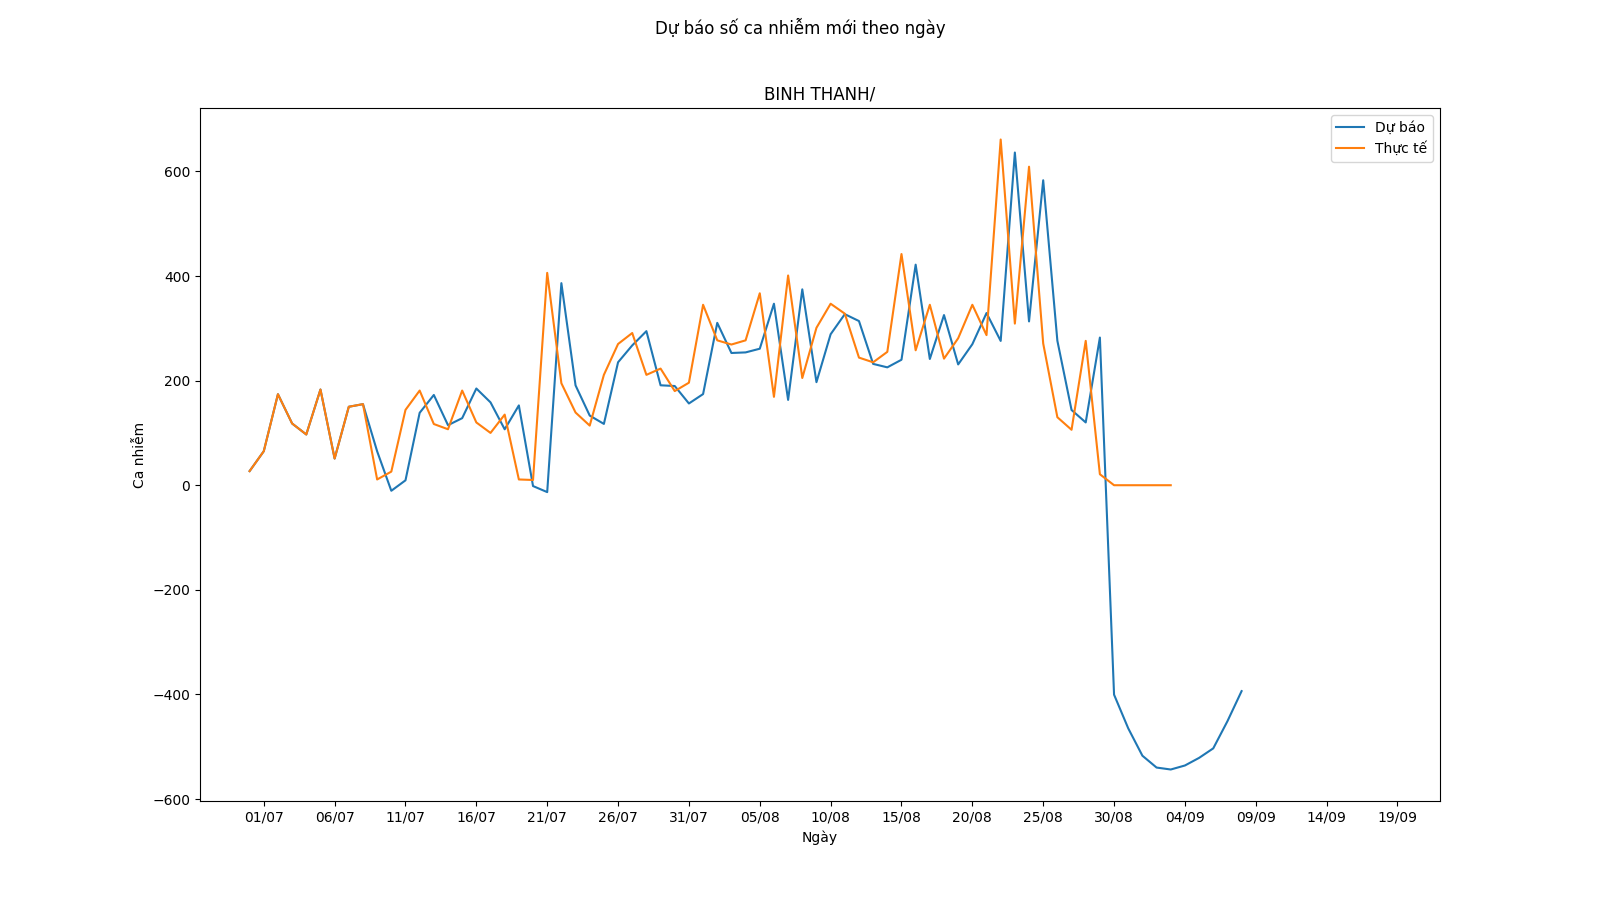 Dự báo số ca nhiễm mới theo ngày
BINH THANH/
Dự báo
Thực tế
600
400
200
0
−200
−400
−600
Ca nhiễm
01/07 06/07 11/07 16/07 21/07 26/07 31/07 05/08 10/08 15/08 20/08 25/08 30/08 04/09 09/09 14/09 19/09
Ngày